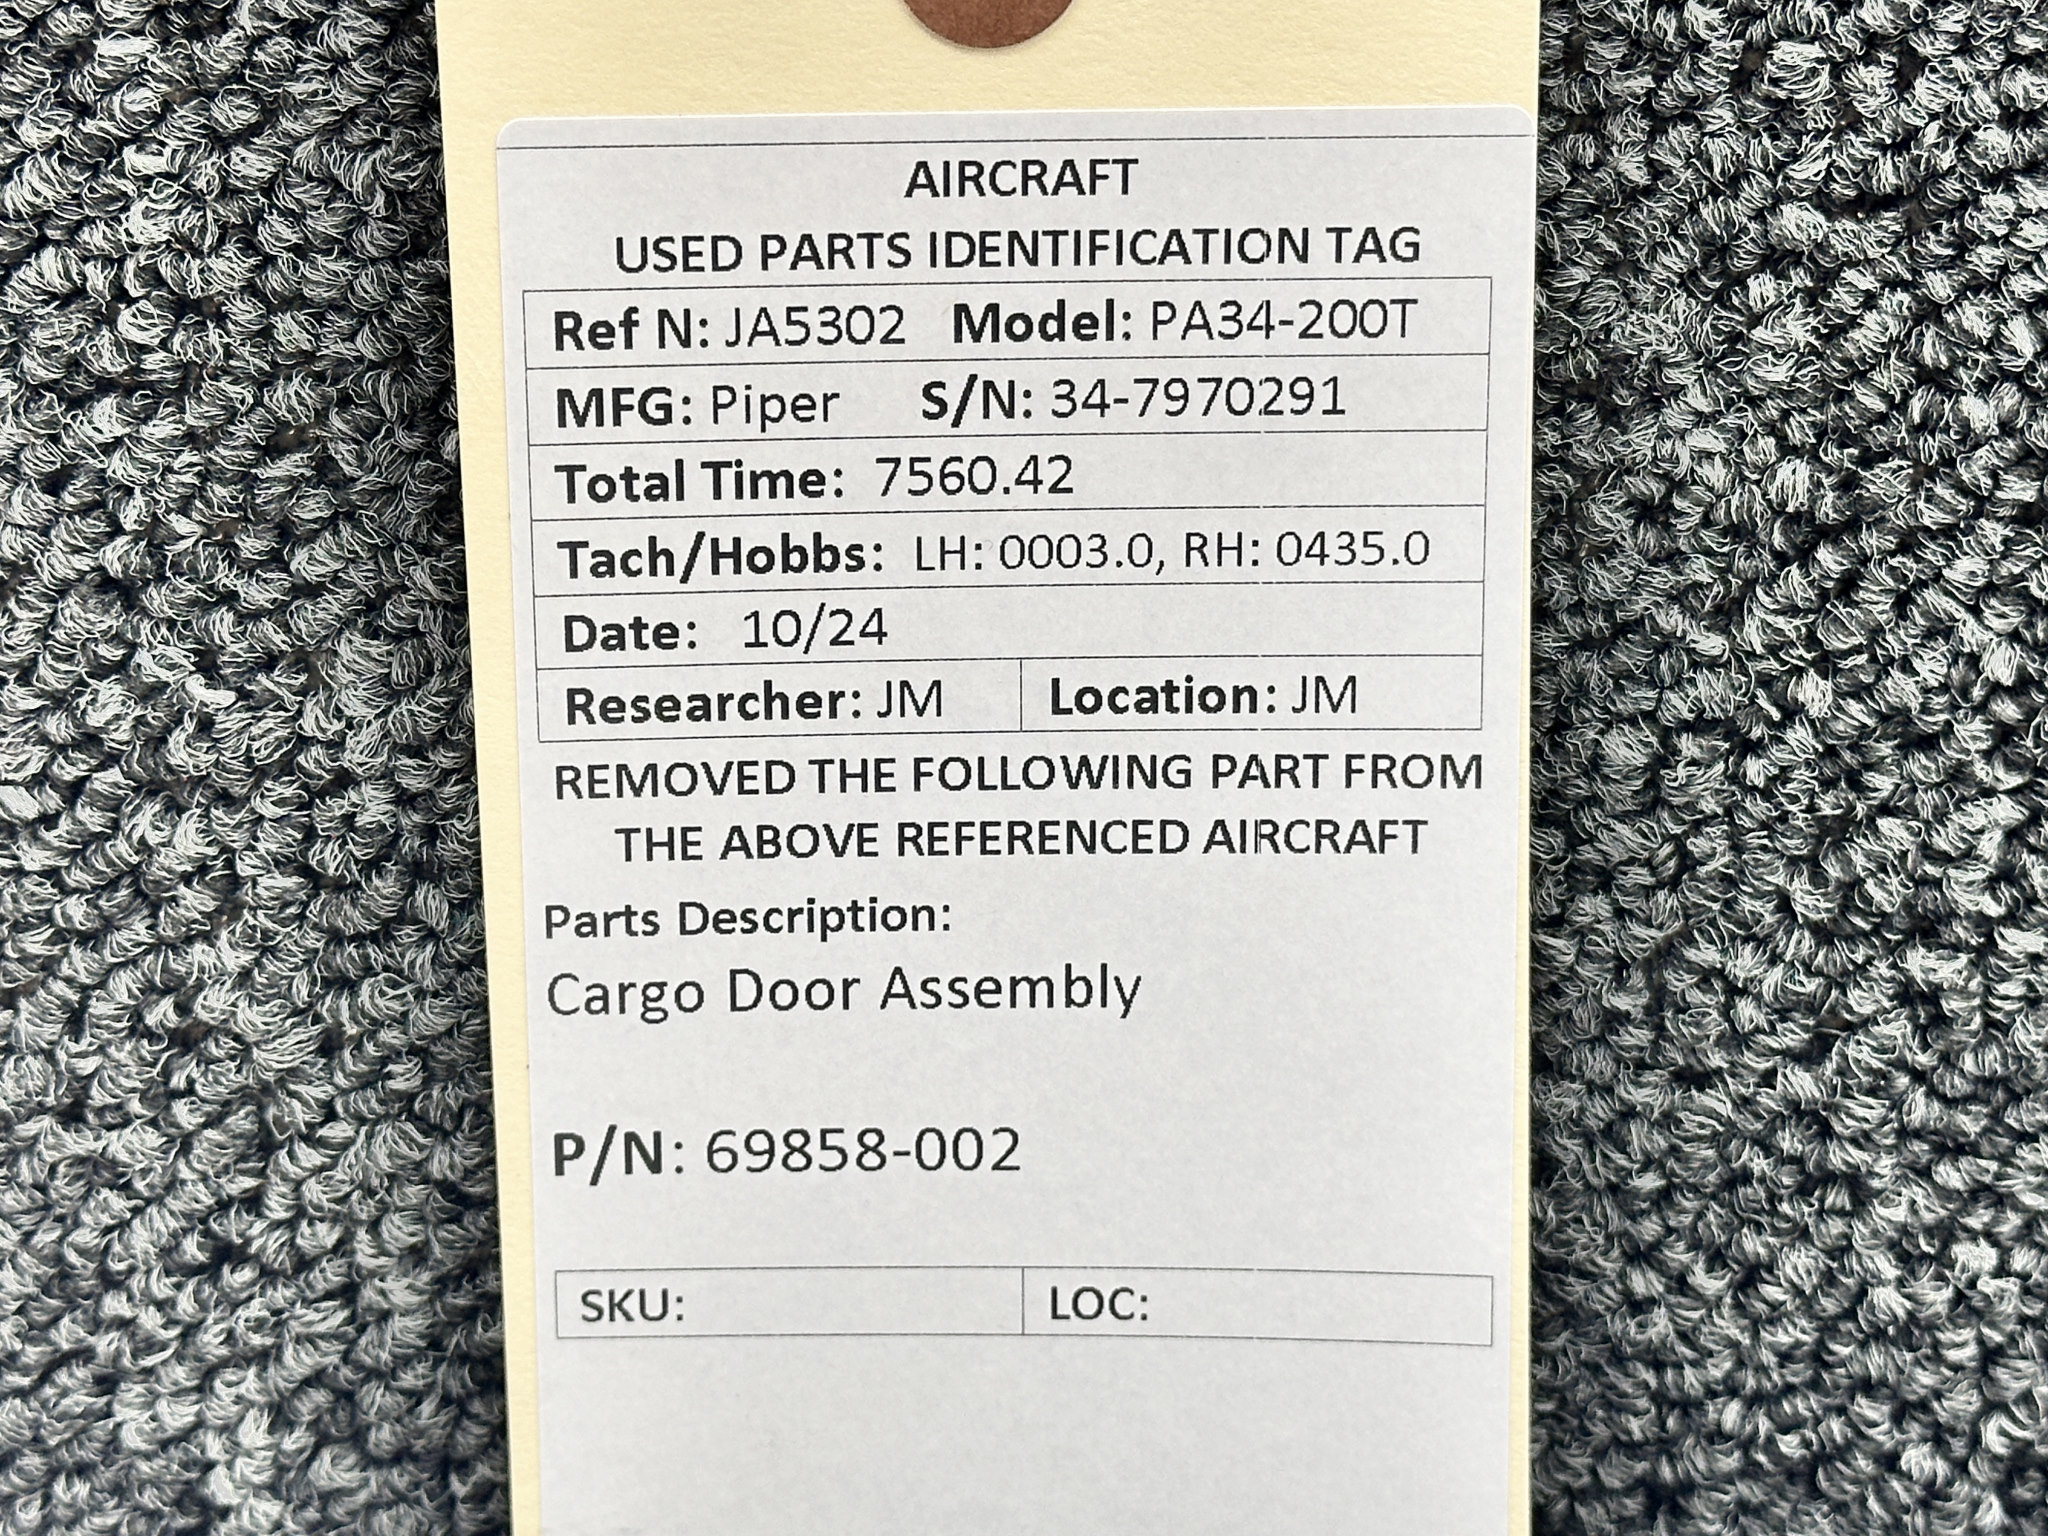 AIRCRAFT
USED PARTS IDENTIFICATION TAG
Ref N: JA5302 Model: PA34-200T
MFG: Piper S/N: 34-7970291
Total Time: 7560.42
Tach/Hobbs: LH: 0003.0, RH: 0435.0
Date: 10/24
Researcher: JM Location: JM
REMOVED THE FOLLOWING PART FROM
THE ABOVE REFERENCED AIRCRAFT
Parts Description:
Cargo Door Assembly
P/N: 69858-002
SKU: LOC: